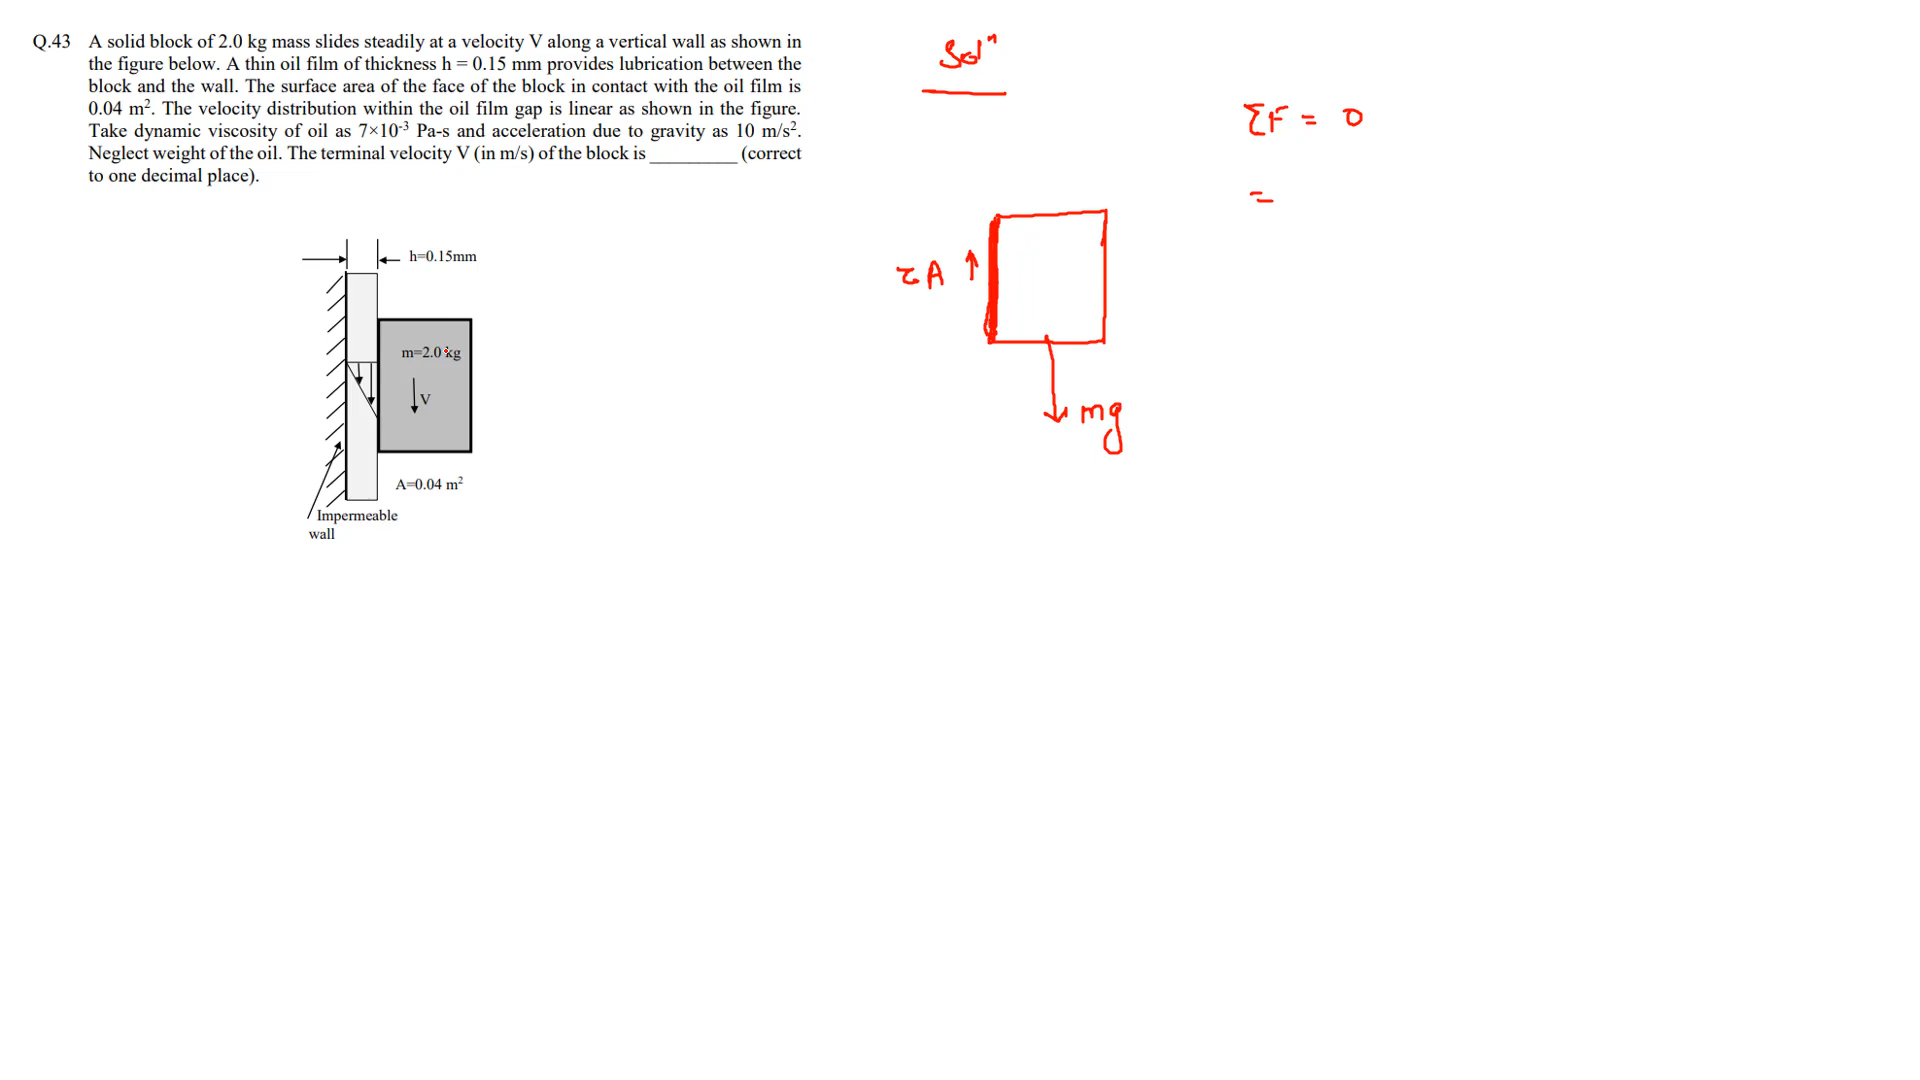 Q.43 A solid block of 2.0 kg mass slides steadily at a velocity V along a vertical wall as shown in
the figure below. A thin oil film of thickness h = 0.15 mm provides lubrication between the
block and the wall. The surface area of the face of the block in contact with the oil film is
0.04 m². The velocity distribution within the oil film gap is linear as shown in the figure.
Take dynamic viscosity of oil as 7×10⁻³ Pa-s and acceleration due to gravity as 10 m/s².
Neglect weight of the oil. The terminal velocity V (in m/s) of the block is _________ (correct
to one decimal place).
h=0.15mm
m=2.0 kg
V
A=0.04 m²
Impermeable
wall
Solⁿ
ΣF = 0
=
τA
mg